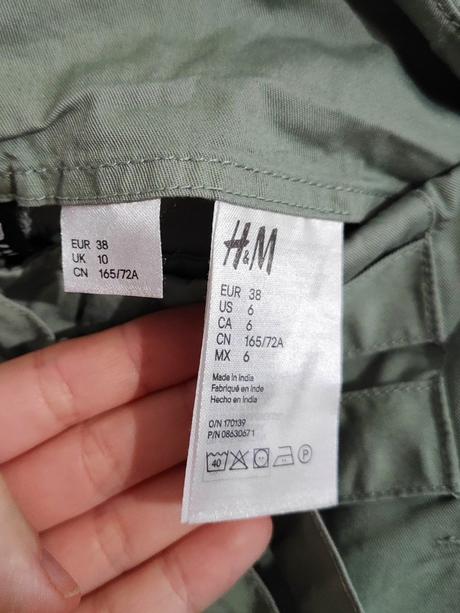 EUR 38
UK 10
CN 165/72A
H&M
EUR 38
US 6
CA 6
CN 165/72A
MX 6
Made in India
Fabriqué en Inde
Hecho en India
O/N 170139
P/N 08630671
40
P